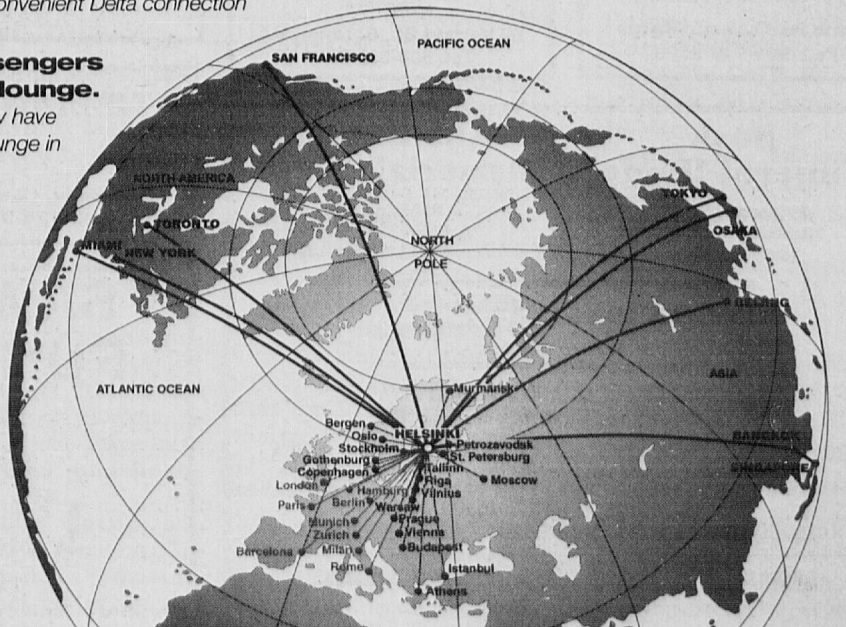 onvenient Delta connection
sengers
lounge.
y have
unge in
SAN FRANCISCO
PACIFIC OCEAN
NORTH AMERICA
TORONTO
MIAMI
NEW YORK
NORTH
POLE
TOKYO
OSAKA
BEIJING
ASIA
ATLANTIC OCEAN
Murmansk
Bergen
HELSINKI
Oslo
Petrozavodsk
Stockholm
St. Petersburg
BANGKOK
SINGAPORE
Gothenburg
Tallinn
Copenhagen
Riga
Moscow
London
Hamburg
Vilnius
Paris
Berlin
Warsaw
Munich
Prague
Zurich
Vienna
Barcelona
Milan
Budapest
Rome
Istanbul
Athens